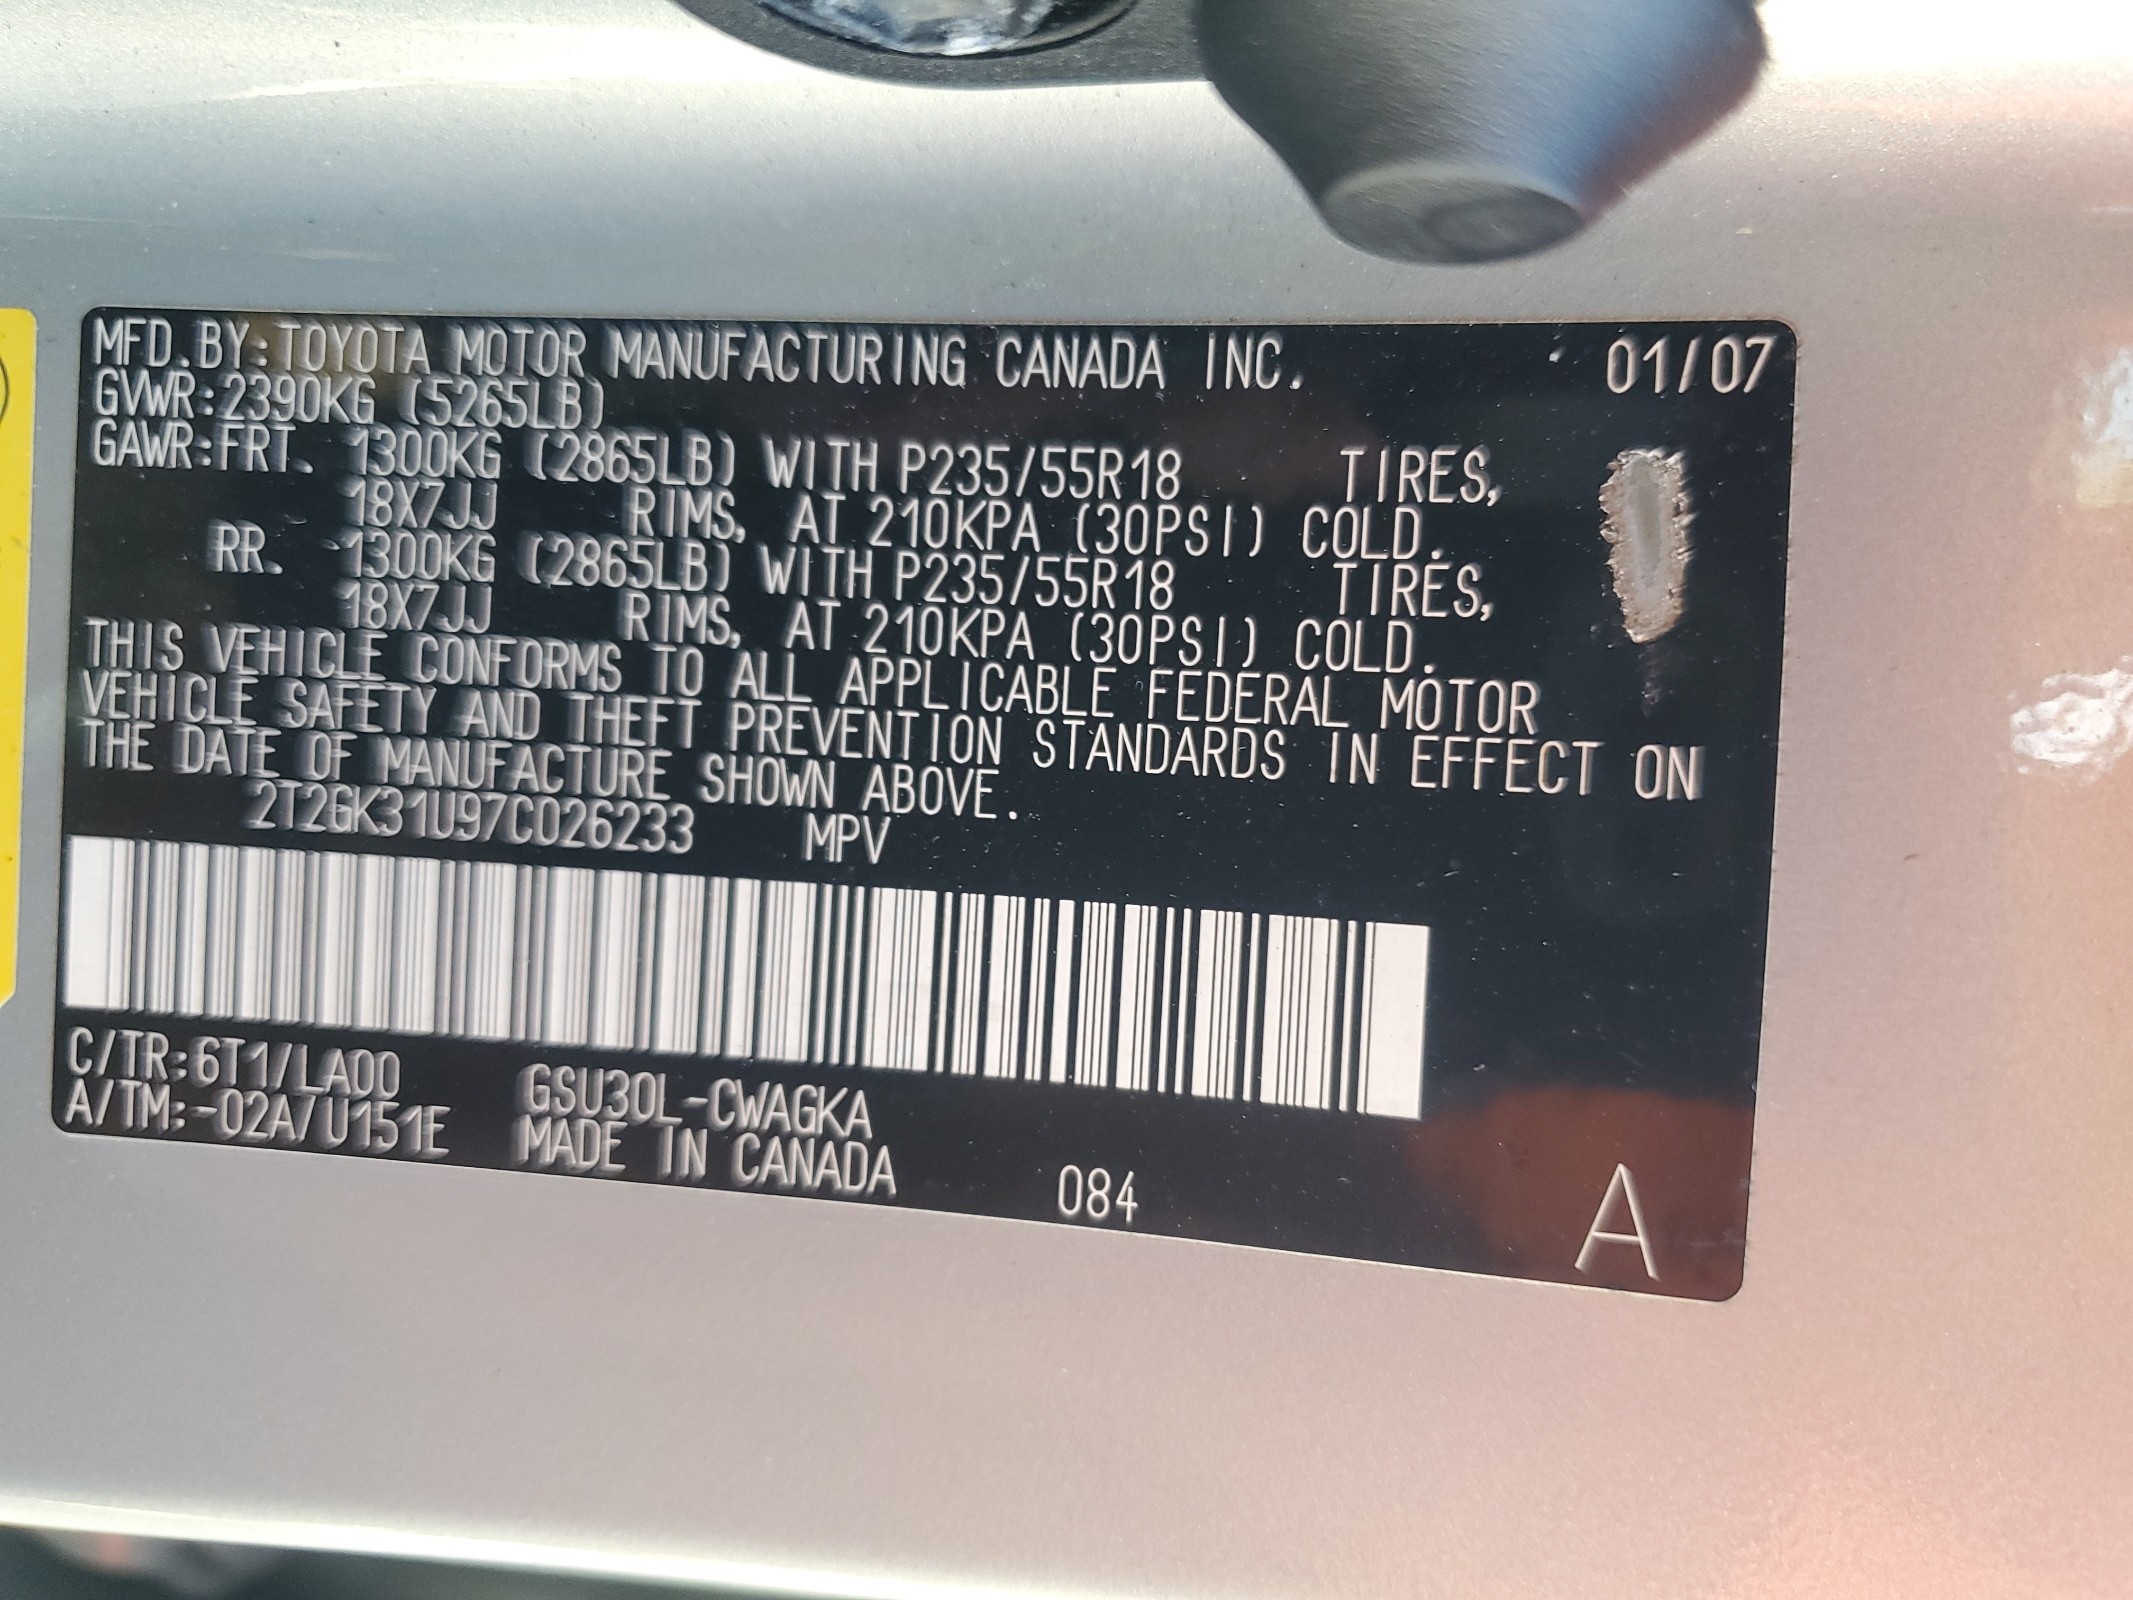 MFD.BY:TOYOTA MOTOR MANUFACTURING CANADA INC. 01/07
GVWR:2390KG (5265LB)
GAWR:FRT. 1300KG (2865LB) WITH P235/55R18 TIRES,
18X7JJ RIMS, AT 210KPA (30PSI) COLD.
RR. 1300KG (2865LB) WITH P235/55R18 TIRES,
18X7JJ RIMS, AT 210KPA (30PSI) COLD.
THIS VEHICLE CONFORMS TO ALL APPLICABLE FEDERAL MOTOR
VEHICLE SAFETY AND THEFT PREVENTION STANDARDS IN EFFECT ON
THE DATE OF MANUFACTURE SHOWN ABOVE.
2T2GK31U97C026233 MPV
C/TR:6T1/LA00 GSU30L-CWAGKA
A/TM:-02A/U151E MADE IN CANADA 084 A